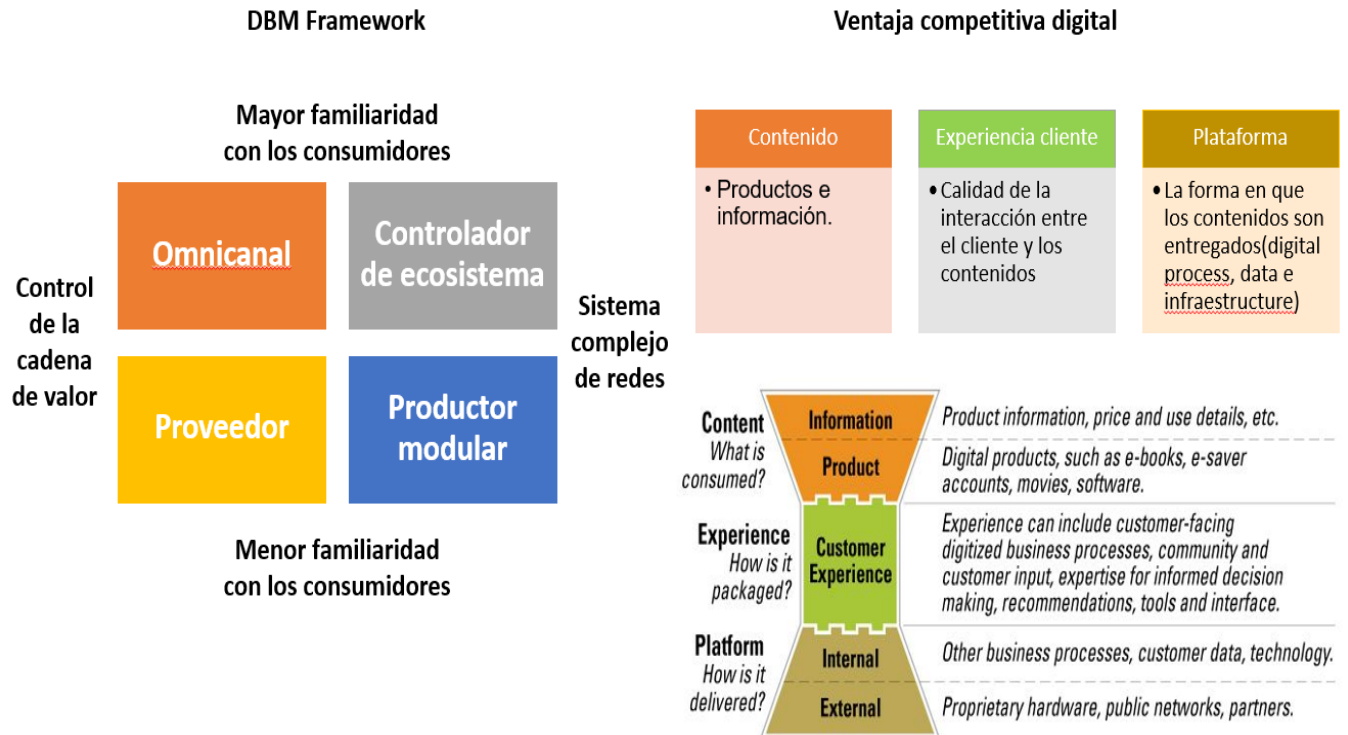 DBM Framework
Mayor familiaridad
con los consumidores
Control
de la
cadena
de valor
Omnicanal
Controlador
de ecosistema
Proveedor
Productor
modular
Sistema
complejo
de redes
Menor familiaridad
con los consumidores
Ventaja competitiva digital
Contenido
• Productos e
información.
Experiencia cliente
• Calidad de la
interacción entre
el cliente y los
contenidos
Plataforma
• La forma en que
los contenidos son
entregados(digital
process, data e
infraestructure)
Content
What is
consumed?
Information
Product information, price and use details, etc.
Product
Digital products, such as e-books, e-saver
accounts, movies, software.
Experience
How is it
packaged?
Customer
Experience
Experience can include customer-facing
digitized business processes, community and
customer input, expertise for informed decision
making, recommendations, tools and interface.
Platform
How is it
delivered?
Internal
Other business processes, customer data, technology.
External
Proprietary hardware, public networks, partners.